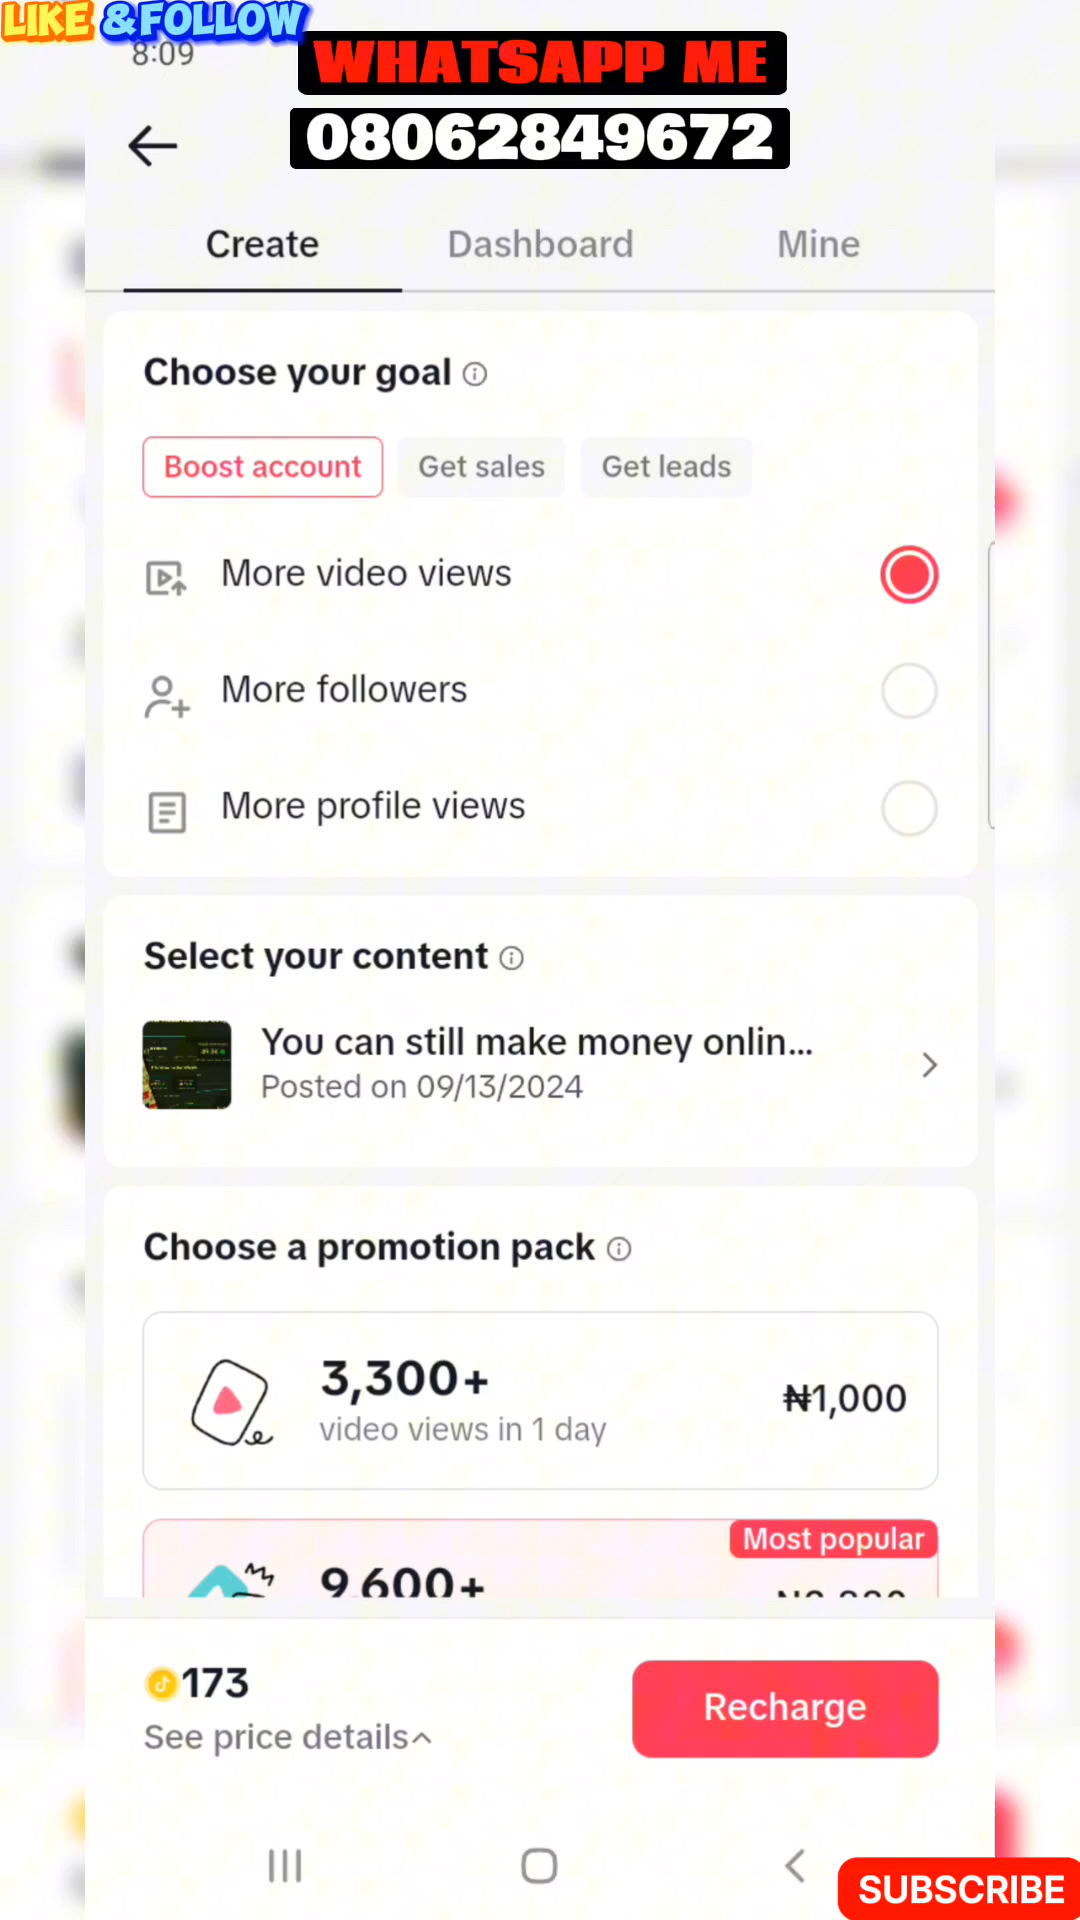 LIKE &FOLLOW
8:09
WHATSAPP ME
08062849672
Create Dashboard Mine
Choose your goal
Boost account Get sales Get leads
More video views
More followers
More profile views
Select your content
You can still make money onlin...
Posted on 09/13/2024
Choose a promotion pack
3,300+
video views in 1 day
₦1,000
Most popular
9,600+
173
See price details
Recharge
SUBSCRIBE